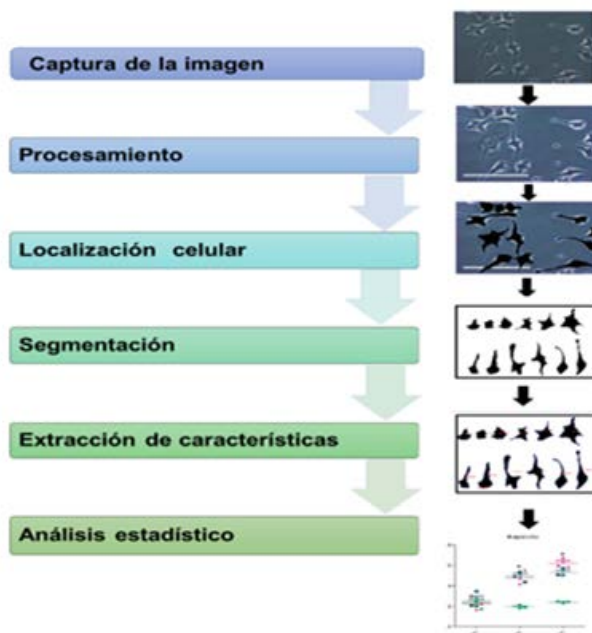 Captura de la imagen
Procesamiento
Localización celular
Segmentación
Extracción de características
Análisis estadístico